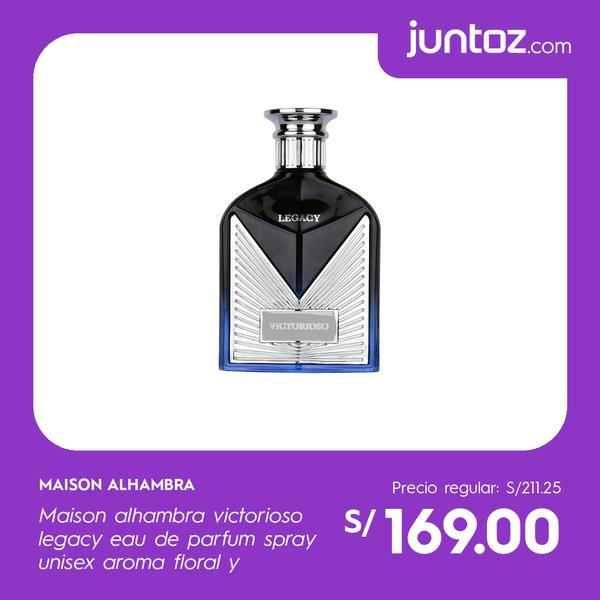 juntoz.com
LEGACY
VICTORIOSO
MAISON ALHAMBRA
Maison alhambra victorioso
legacy eau de parfum spray
unisex aroma floral y
Precio regular: S/211.25
S/ 169.00